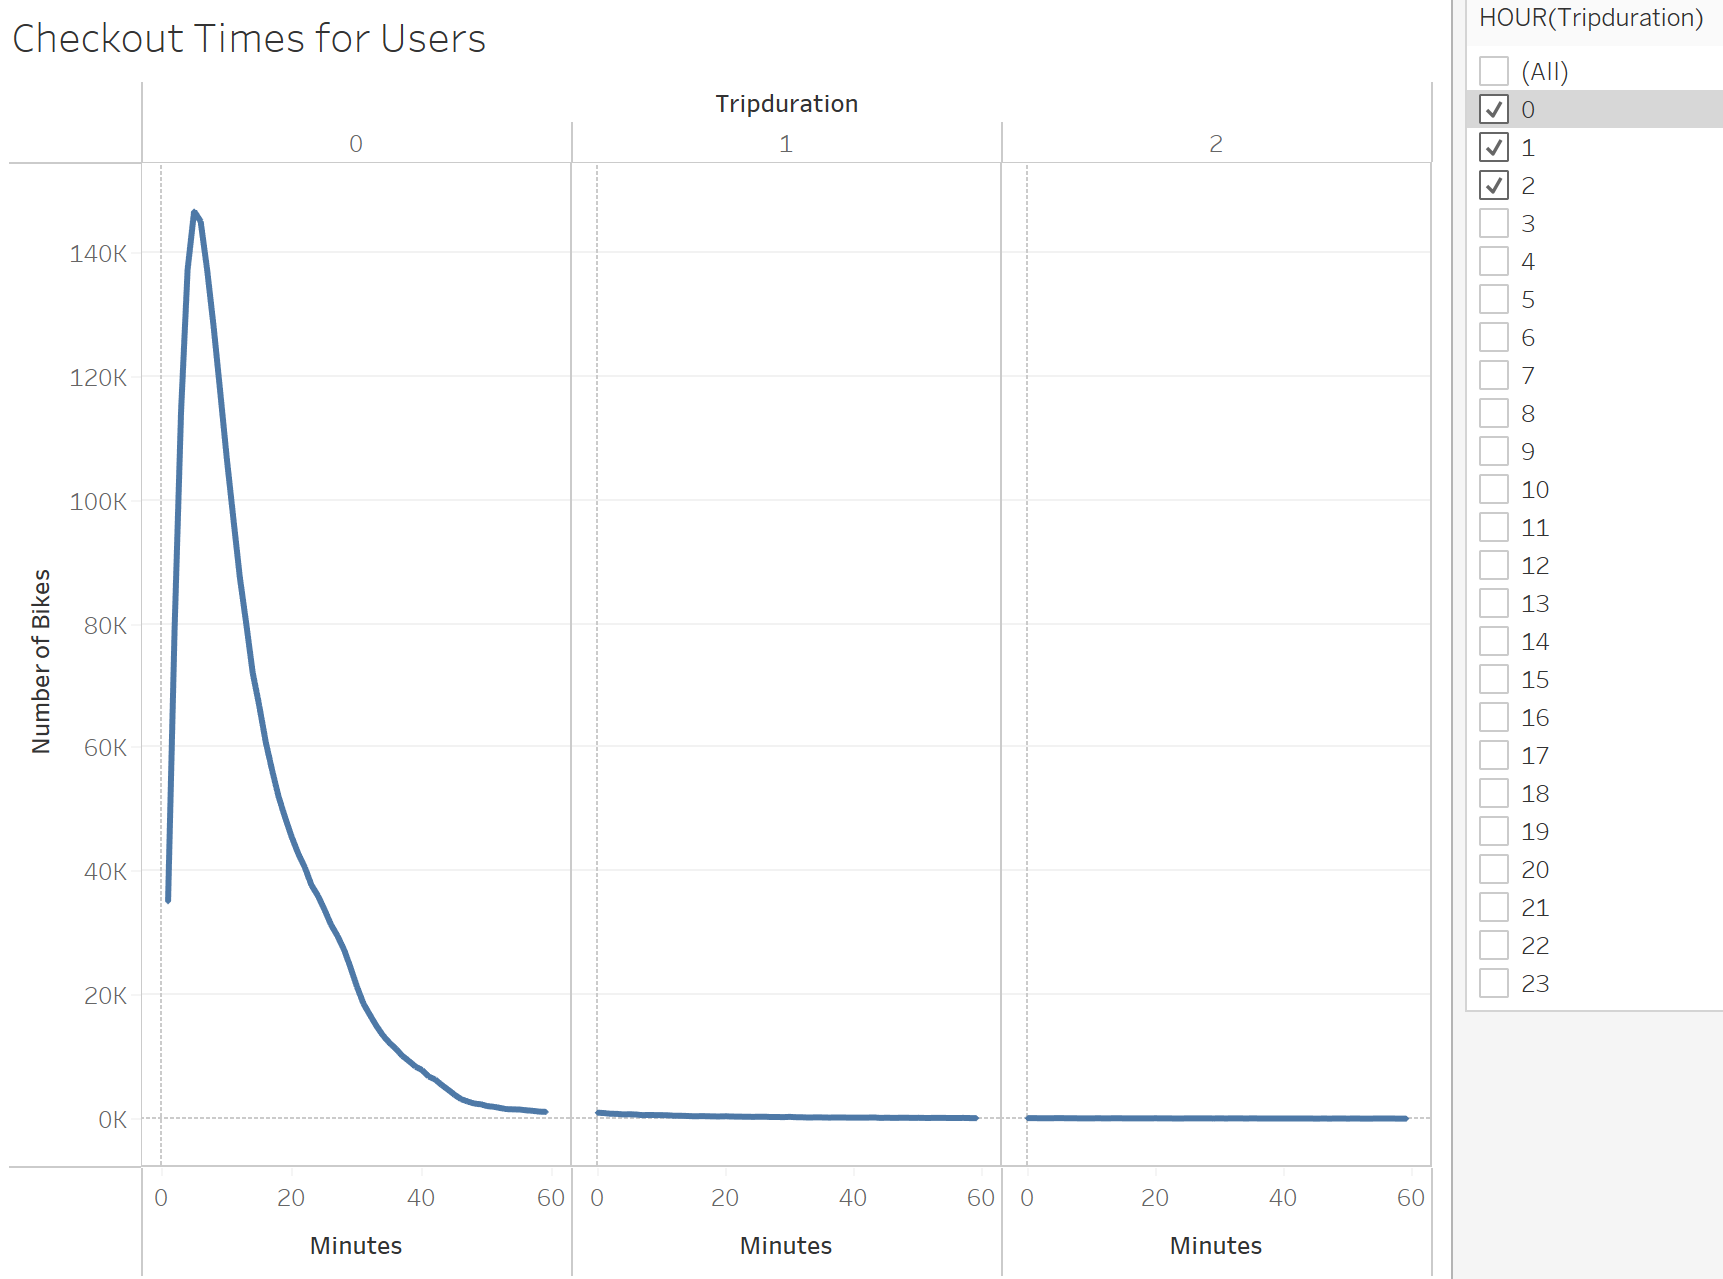 Checkout Times for Users
Tripduration
0 1 2
140K
120K
100K
80K
60K
40K
20K
0K
Number of Bikes
0 20 40 60 0 20 40 60 0 20 40 60
Minutes Minutes Minutes
HOUR(Tripduration)
(All)
0
1
2
3
4
5
6
7
8
9
10
11
12
13
14
15
16
17
18
19
20
21
22
23